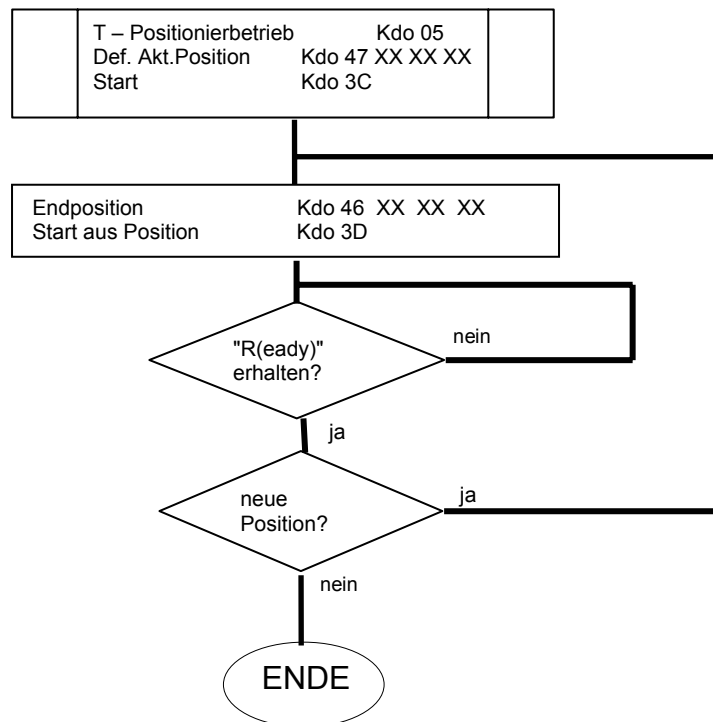 T – Positionierbetrieb Kdo 05
Def. Akt.Position Kdo 47 XX XX XX
Start Kdo 3C
Endposition Kdo 46 XX XX XX
Start aus Position Kdo 3D
"R(eady)"
erhalten?
nein
ja
neue
Position?
ja
nein
ENDE